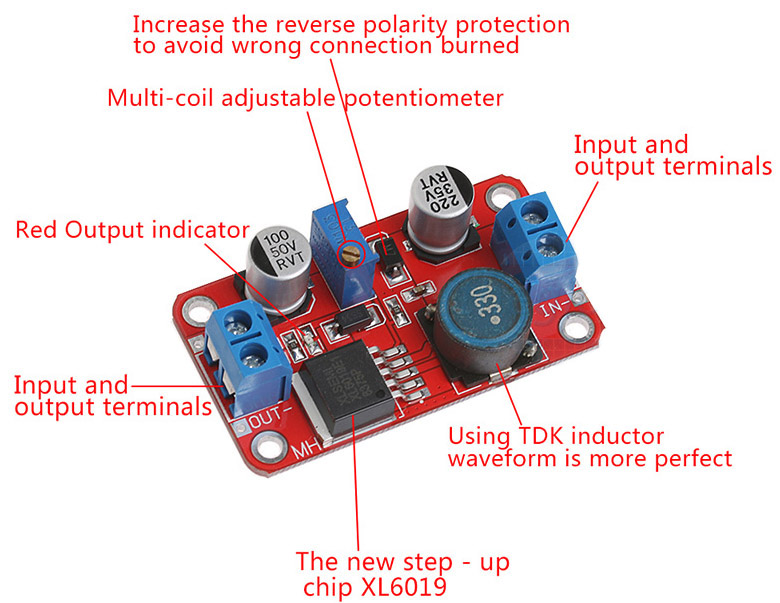 Increase the reverse polarity protection
to avoid wrong connection burned
Multi-coil adjustable potentiometer
Input and
output terminals
Red Output indicator
220
35V
RVT
100
50V
RVT
330
IN-
Input and
output terminals
OUT-
MH
Using TDK inductor
waveform is more perfect
The new step - up
chip XL6019